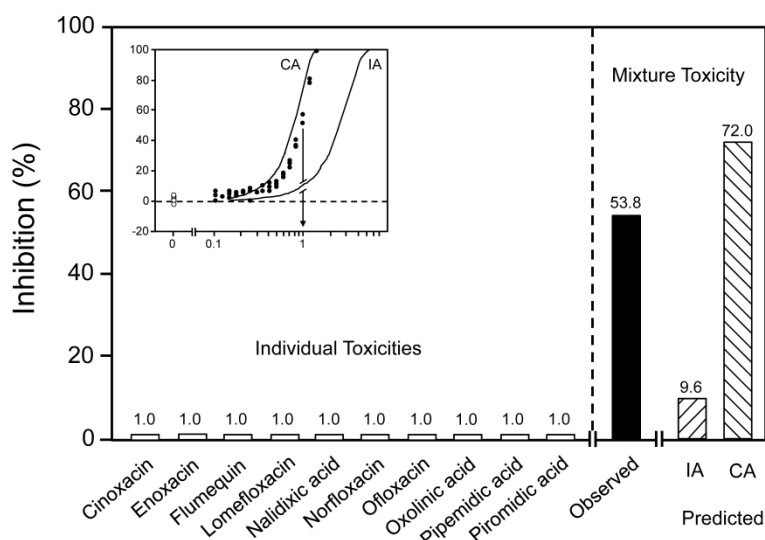 100
80
60
40
20
0
Inhibition (%)
100
80
60
40
20
0
-20
0
0.1
1
CA
IA
Individual Toxicities
1.0
1.0
1.0
1.0
1.0
1.0
1.0
1.0
1.0
1.0
Cinoxacin
Enoxacin
Flumequin
Lomefloxacin
Nalidixic acid
Norfloxacin
Ofloxacin
Oxolinic acid
Pipemidic acid
Piromidic acid
Mixture Toxicity
53.8
9.6
72.0
Observed
IA
CA
Predicted